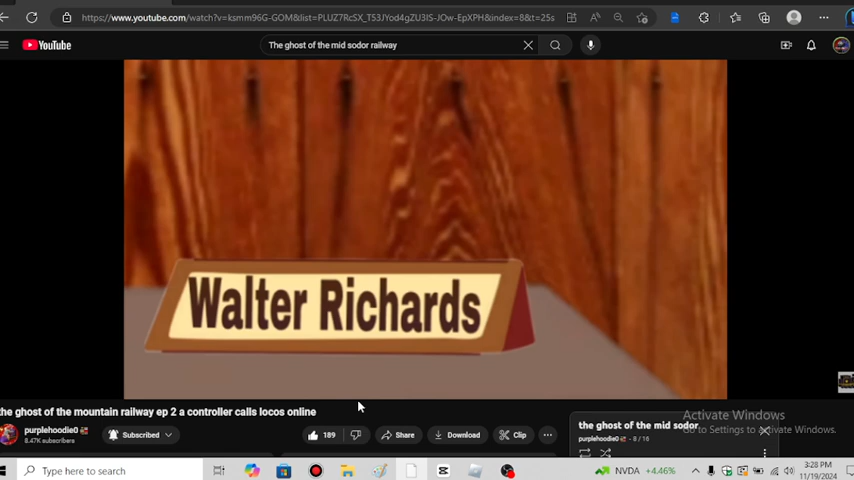 https://www.youtube.com/watch?v=ksmm96G-GOM&list=PLUZ7RcSX_T53JYod4gZU3IS-JOw-EpXPH&index=8&t=25s
YouTube
The ghost of the mid sodor railway
Walter Richards
the ghost of the mountain railway ep 2 a controller calls locos online
purplehoodie0
8.47K subscribers
Subscribed
189
Share
Download
Clip
the ghost of the mid sodor
purplehoodie0 - 8 / 16
Activate Windows
Go to Settings to activate Windows.
Type here to search
NVDA +4.46%
3:28 PM
11/19/2024